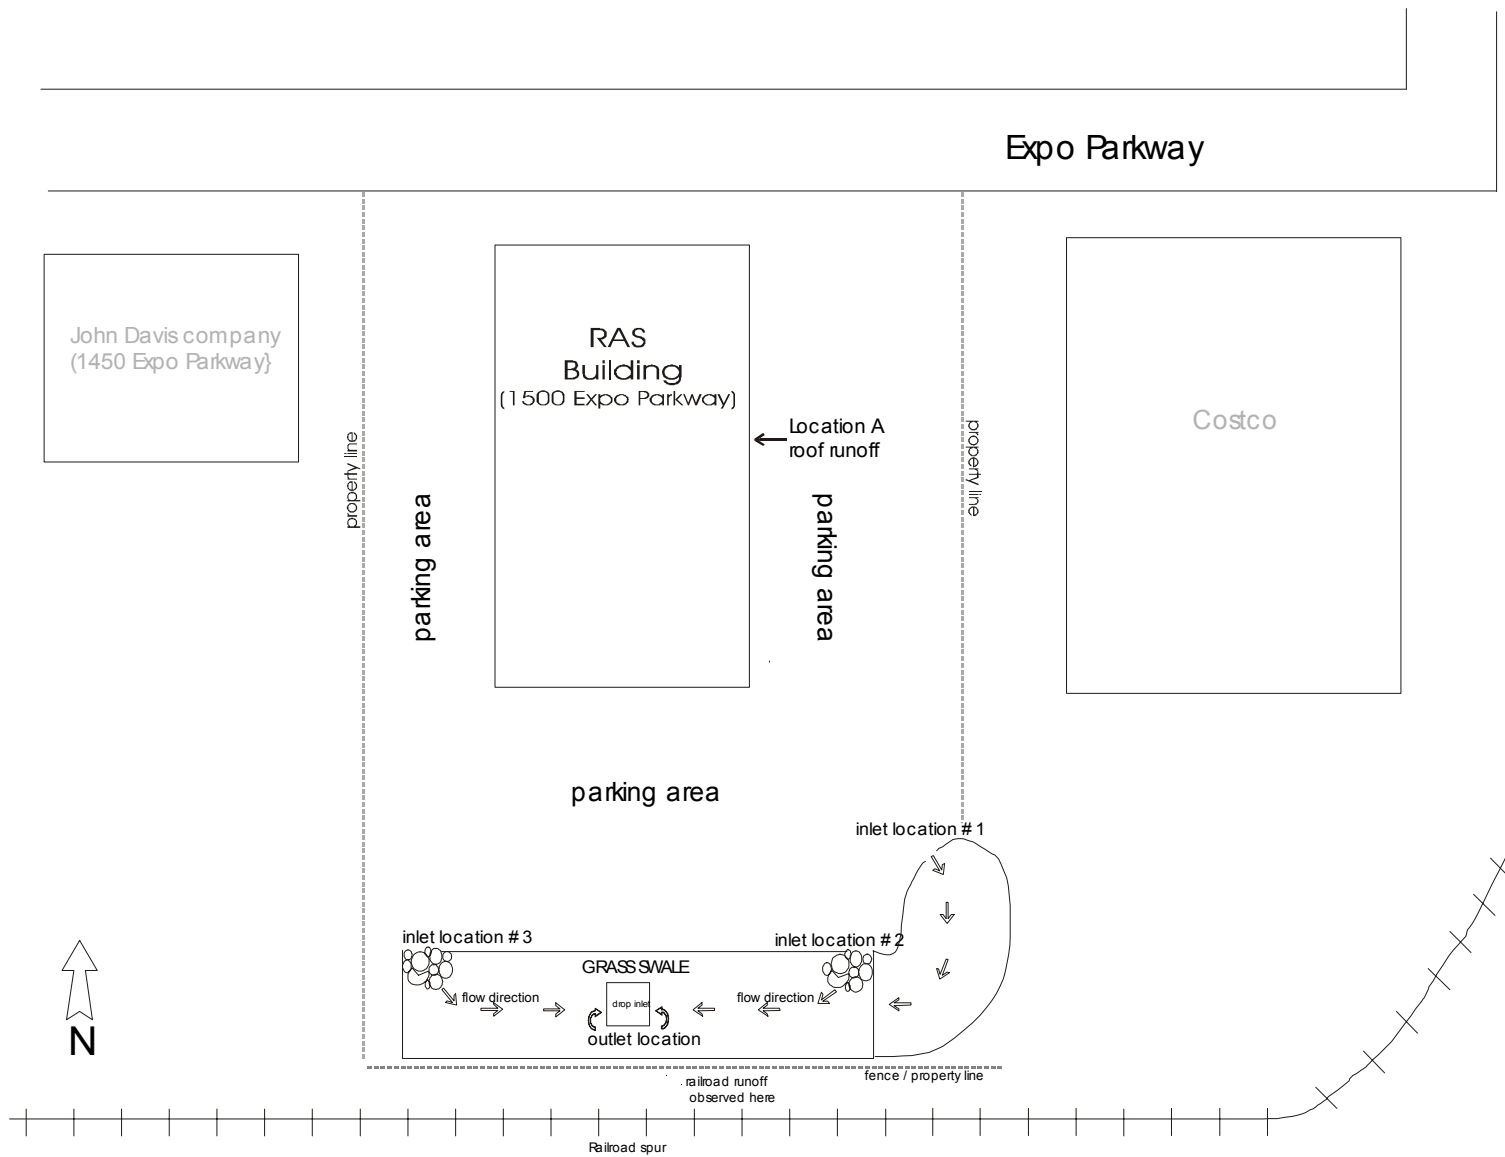 Expo Parkway
John Davis company
(1450 Expo Parkway}
RAS
Building
(1500 Expo Parkway)
Costco
Location A
roof runoff
property line
property line
parking area
parking area
parking area
inlet location #1
inlet location #3
inlet location #2
GRASS SWALE
flow direction
drop inlet
flow direction
outlet location
N
fence / property line
railroad runoff
observed here
Railroad spur